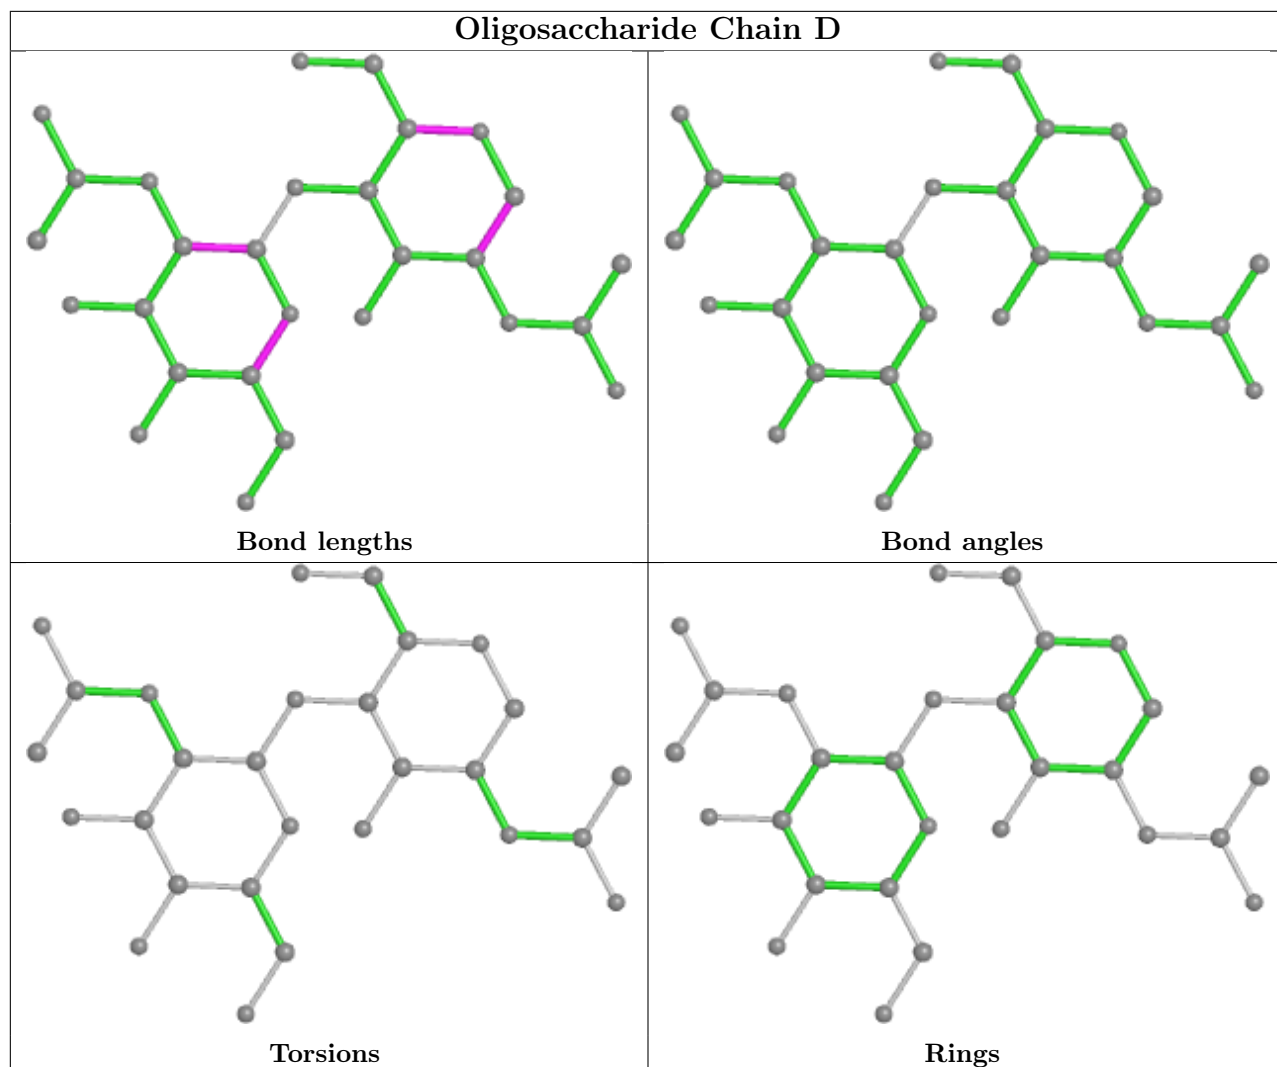 Oligosaccharide Chain D
Bond lengths
Bond angles
Torsions
Rings